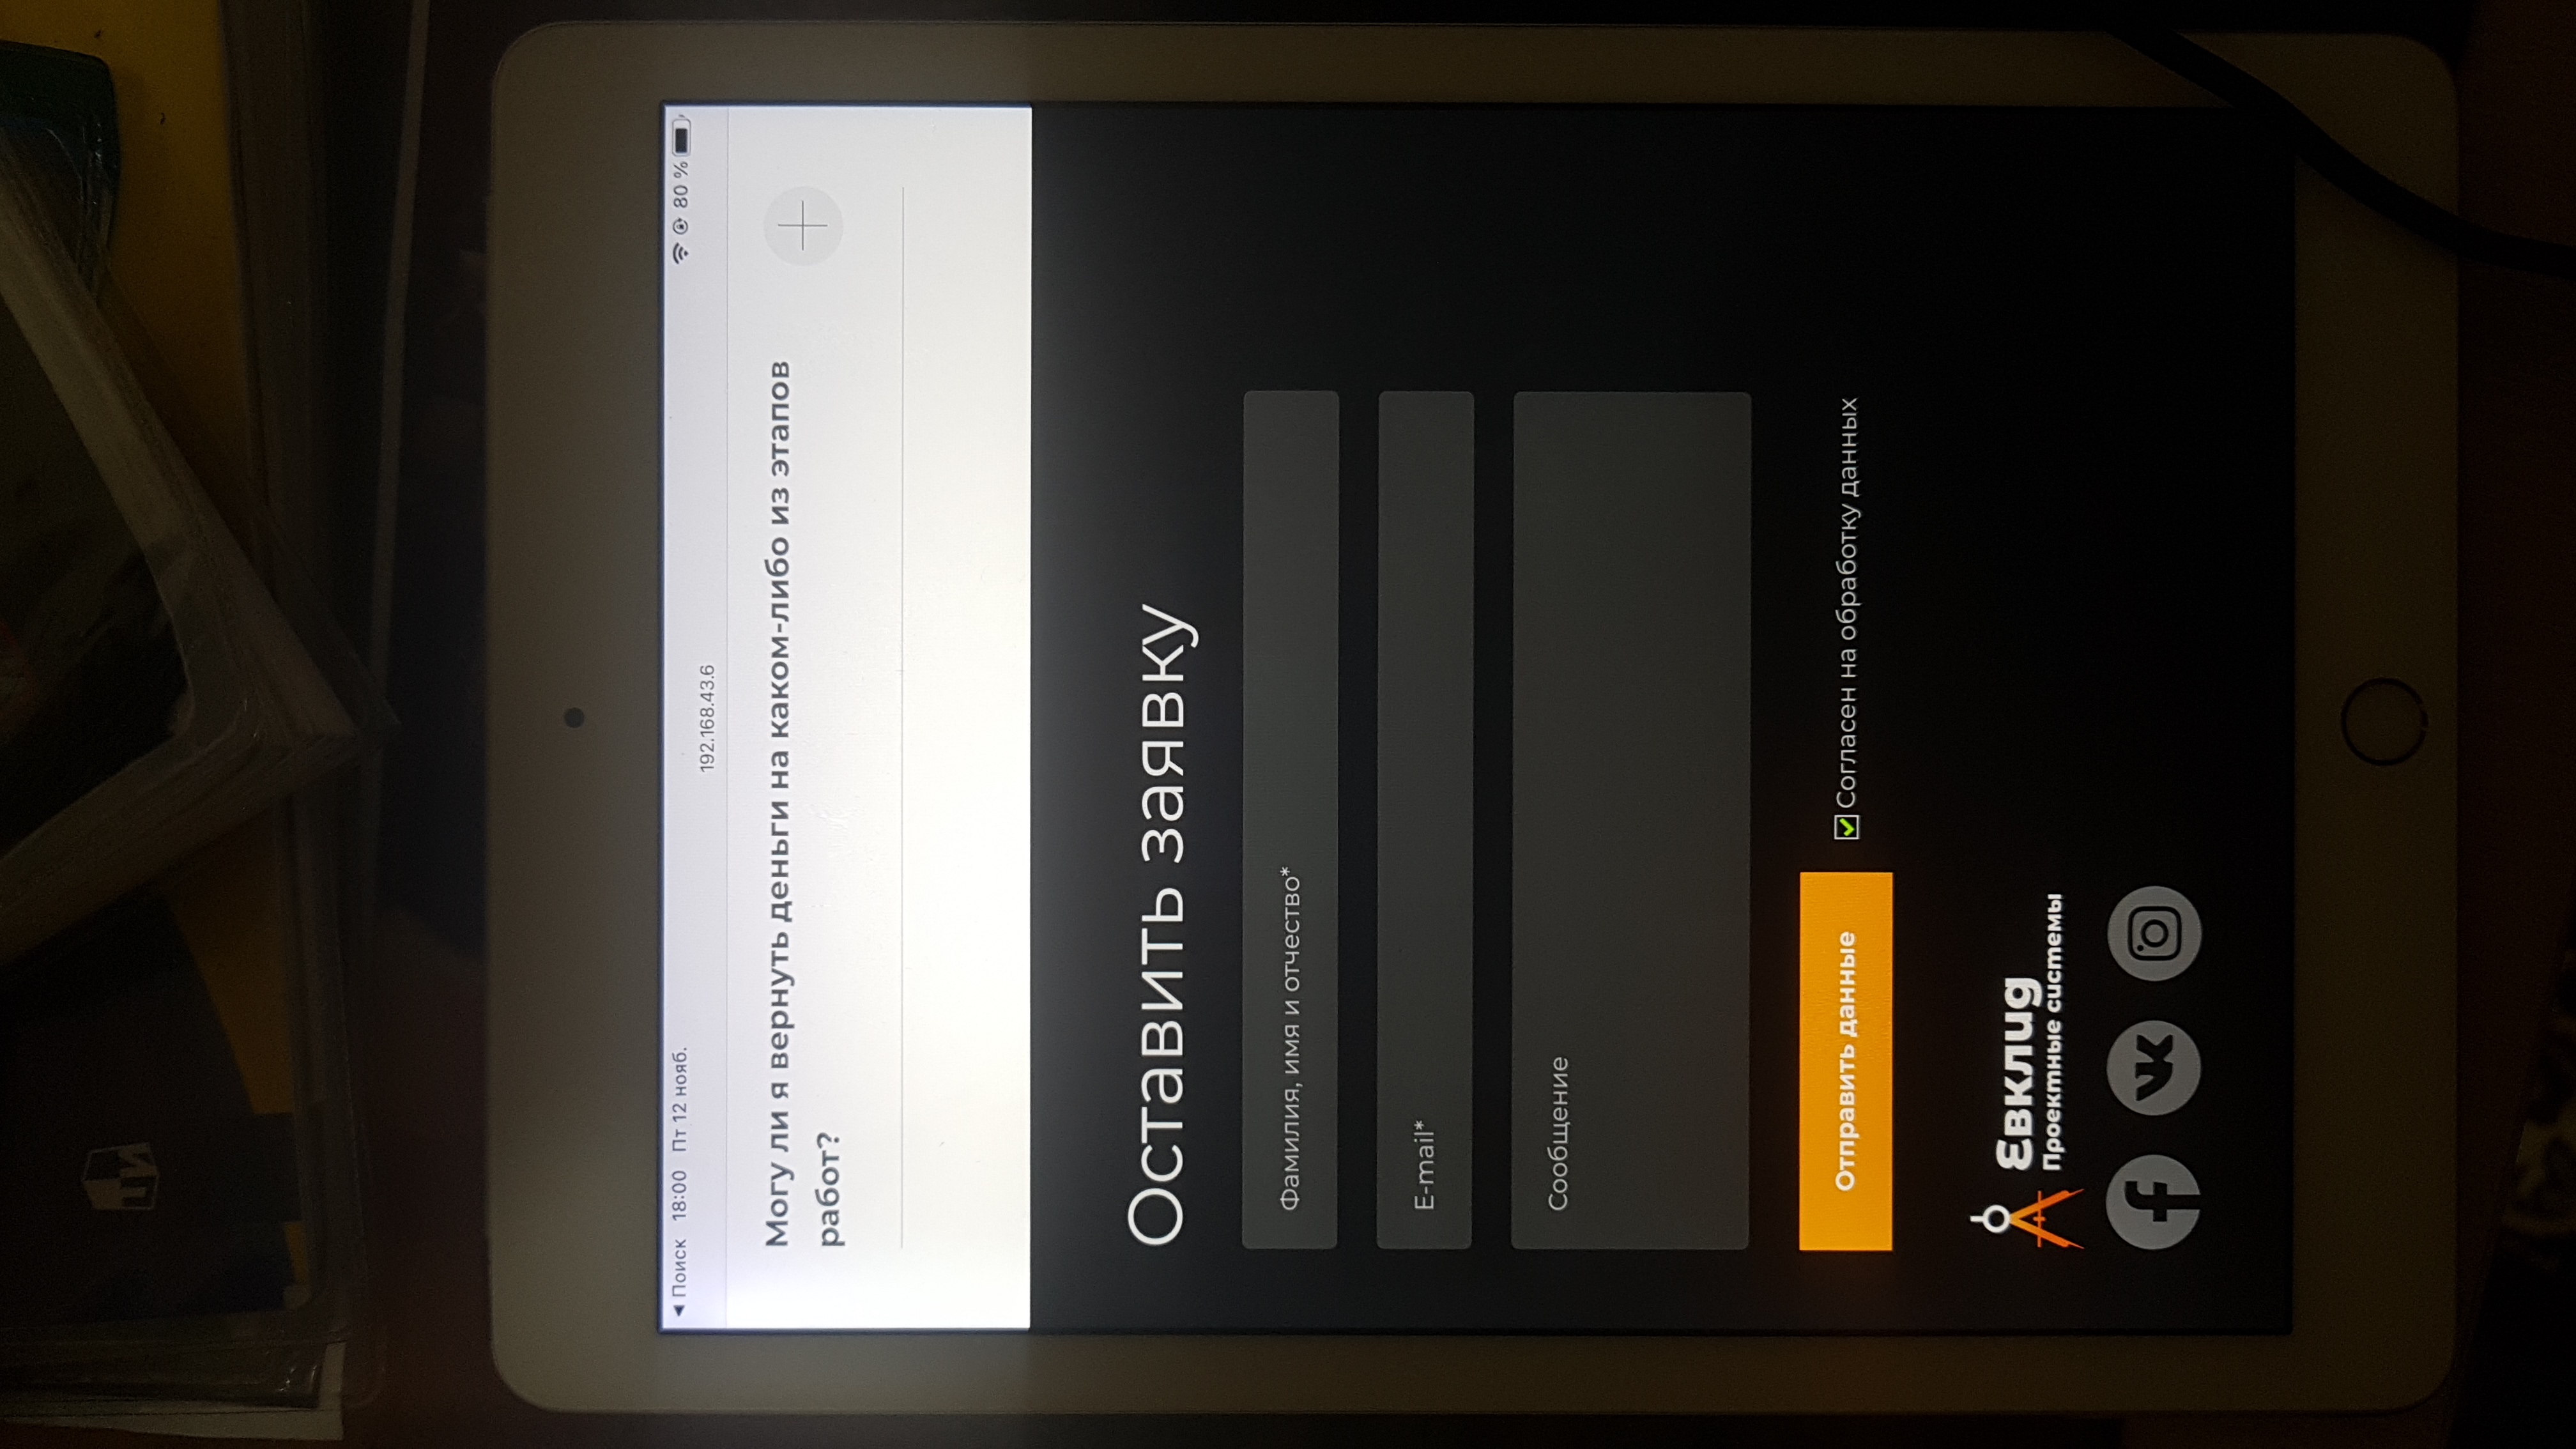 ◀ Поиск 18:00 Пт 12 нояб. 80 %
192.168.43.6
Могу ли я вернуть деньги на каком-либо из этапов
работ?
Оставить заявку
Фамилия, имя и отчество*
E-mail*
Сообщение
Отправить данные
Согласен на обработку данных
Евклид
Проектные системы